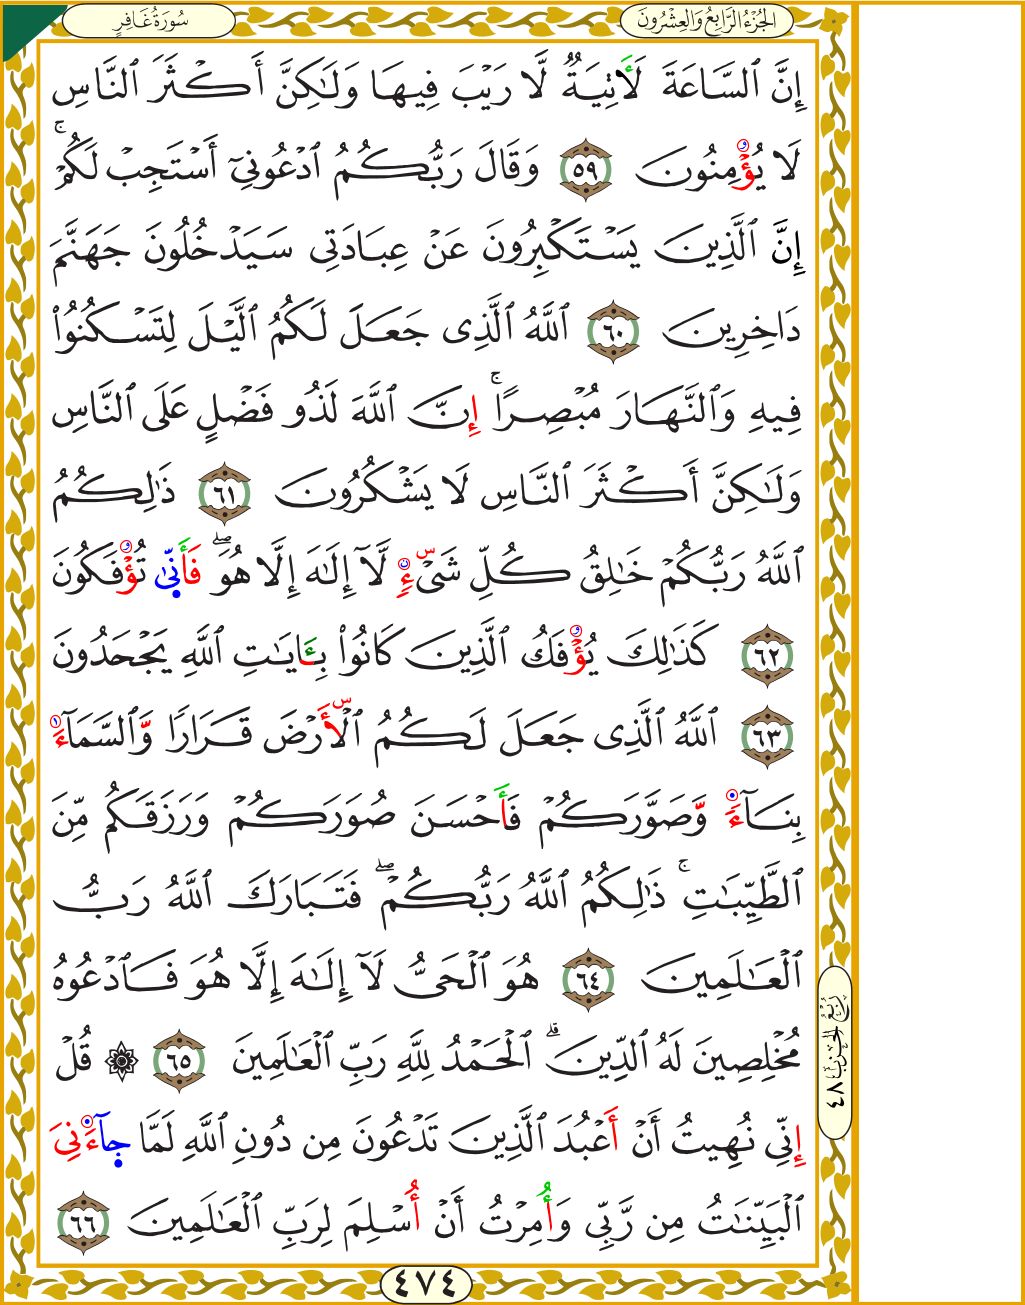 سُورَةُ غَافِرٍ
الجُزْءُ الرَّابِعُ وَالعِشْرُونَ
إِنَّ ٱلسَّاعَةَ لَأٓتِيَةٌ لَّا رَيْبَ فِيهَا وَلَٰكِنَّ أَكْثَرَ ٱلنَّاسِ
لَا يُؤْمِنُونَ ٥٩ وَقَالَ رَبُّكُمُ ٱدْعُونِىٓ أَسْتَجِبْ لَكُمْ ۚ
إِنَّ ٱلَّذِينَ يَسْتَكْبِرُونَ عَنْ عِبَادَتِى سَيَدْخُلُونَ جَهَنَّمَ
دَاخِرِينَ ٦٠ ٱللَّهُ ٱلَّذِى جَعَلَ لَكُمُ ٱلَّيْلَ لِتَسْكُنُوا۟
فِيهِ وَٱلنَّهَارَ مُبْصِرًا ۚ إِنَّ ٱللَّهَ لَذُو فَضْلٍ عَلَى ٱلنَّاسِ
وَلَٰكِنَّ أَكْثَرَ ٱلنَّاسِ لَا يَشْكُرُونَ ٦١ ذَٰلِكُمُ
ٱللَّهُ رَبُّكُمْ خَٰلِقُ كُلِّ شَىْءٍ لَّآ إِلَٰهَ إِلَّا هُوَ ۖ فَأَنِّىٰ تُؤْفَكُونَ
٦٢ كَذَٰلِكَ يُؤْفَكُ ٱلَّذِينَ كَانُوا۟ بِـَٔايَٰتِ ٱللَّهِ يَجْحَدُونَ
٦٣ ٱللَّهُ ٱلَّذِى جَعَلَ لَكُمُ ٱلْأَرْضَ قَرَارًا وَّٱلسَّمَآءَ
بِنَآءً وَّصَوَّرَكُمْ فَأَحْسَنَ صُوَرَكُمْ وَرَزَقَكُم مِّنَ
ٱلطَّيِّبَٰتِ ۚ ذَٰلِكُمُ ٱللَّهُ رَبُّكُمْ ۖ فَتَبَارَكَ ٱللَّهُ رَبُّ
ٱلْعَٰلَمِينَ ٦٤ هُوَ ٱلْحَىُّ لَآ إِلَٰهَ إِلَّا هُوَ فَٱدْعُوهُ
مُخْلِصِينَ لَهُ ٱلدِّينَ ۗ ٱلْحَمْدُ لِلَّهِ رَبِّ ٱلْعَٰلَمِينَ ٦٥ ۞ قُلْ
إِنِّى نُهِيتُ أَنْ أَعْبُدَ ٱلَّذِينَ تَدْعُونَ مِن دُونِ ٱللَّهِ لَمَّا جِآءَنِىَ
ٱلْبَيِّنَٰتُ مِن رَّبِّى وَأُمِرْتُ أَنْ أُسْلِمَ لِرَبِّ ٱلْعَٰلَمِينَ ٦٦
رُبْعُ الحِزْبِ ٤٨
٤٧٤